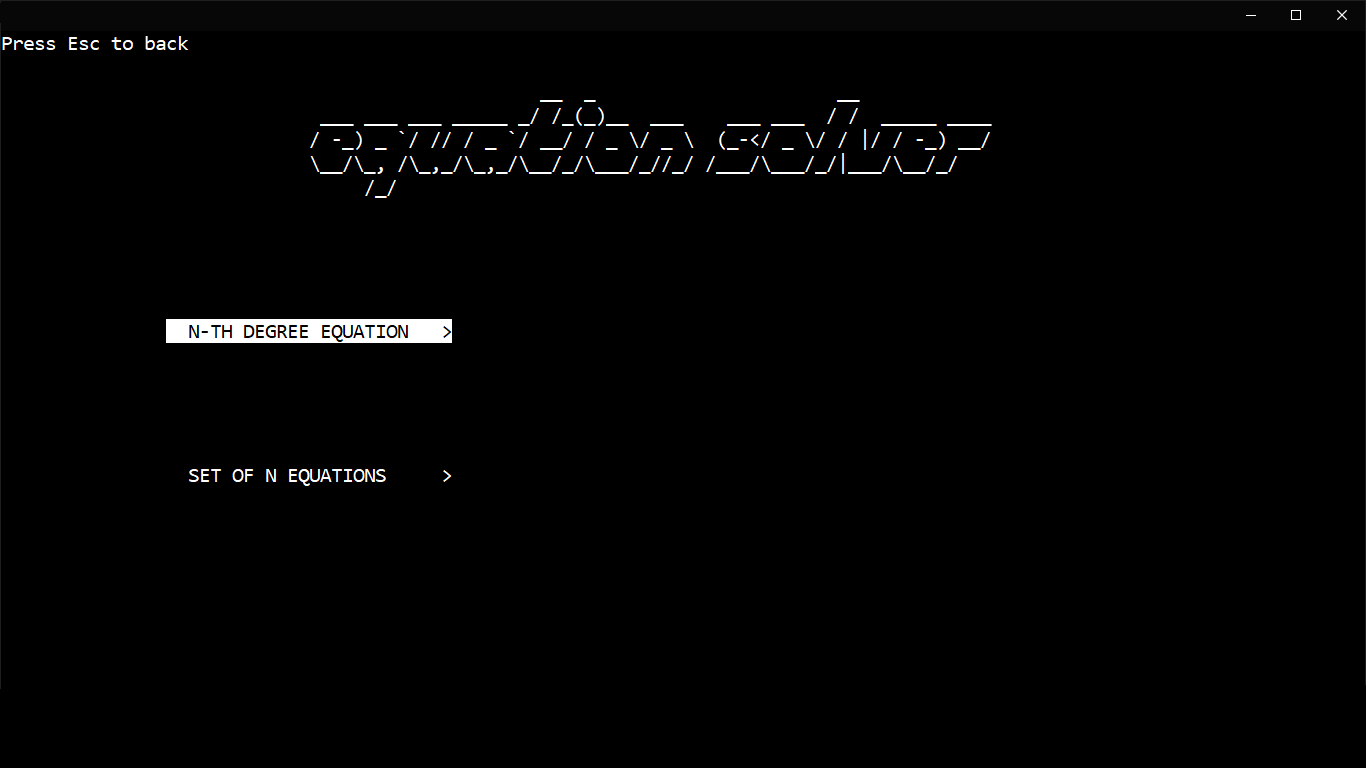 Press Esc to back
equation solver
N-TH DEGREE EQUATION >
SET OF N EQUATIONS >